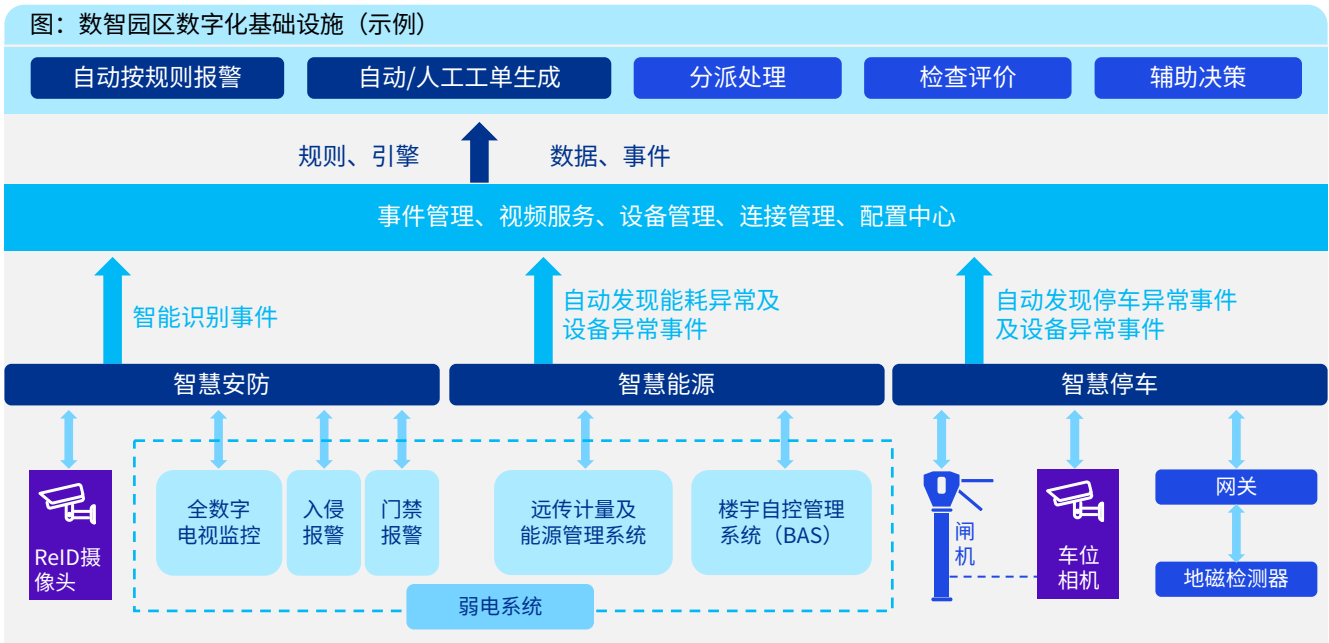 图：数智园区数字化基础设施（示例）
自动按规则报警
自动/人工工单生成
分派处理
检查评价
辅助决策
规则、引擎
数据、事件
事件管理、视频服务、设备管理、连接管理、配置中心
智能识别事件
自动发现能耗异常及
设备异常事件
自动发现停车异常事件
及设备异常事件
智慧安防
智慧能源
智慧停车
ReID摄
像头
全数字
电视监控
入侵
报警
门禁
报警
远传计量及
能源管理系统
楼宇自控管理
系统（BAS）
闸
机
车位
相机
网关
地磁检测器
弱电系统